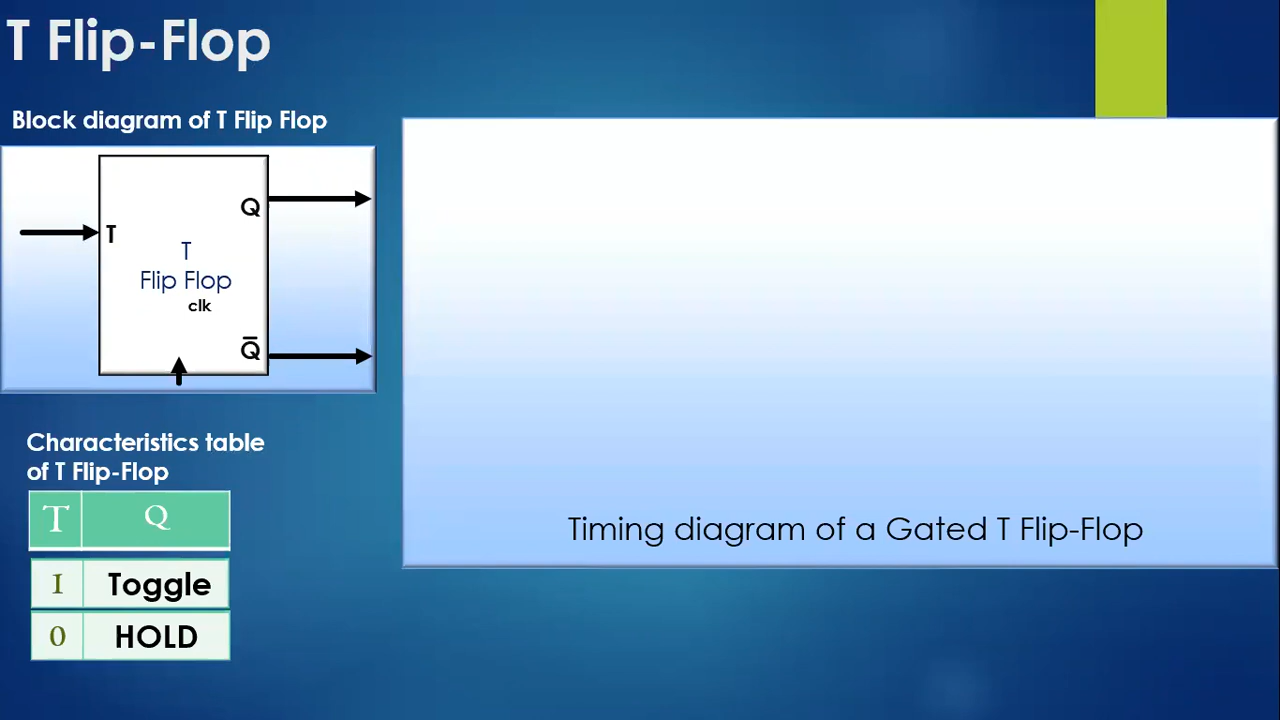 T Flip-Flop
Block diagram of T Flip Flop
Q
T
T
Flip Flop
clk
Q̅
Characteristics table
of T Flip-Flop
T Q
1 Toggle
0 HOLD
Timing diagram of a Gated T Flip-Flop